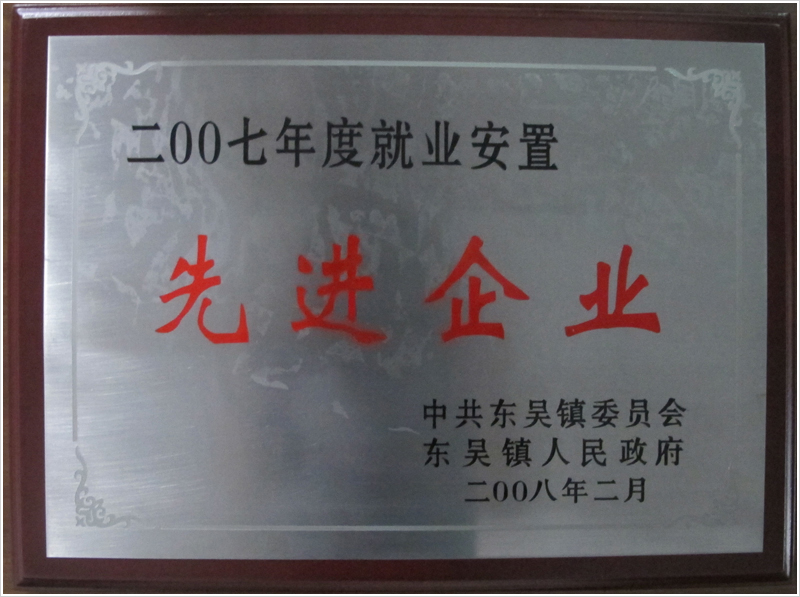 二00七年度就业安置
先进企业
中共东吴镇委员会
东吴镇人民政府
二00八年二月